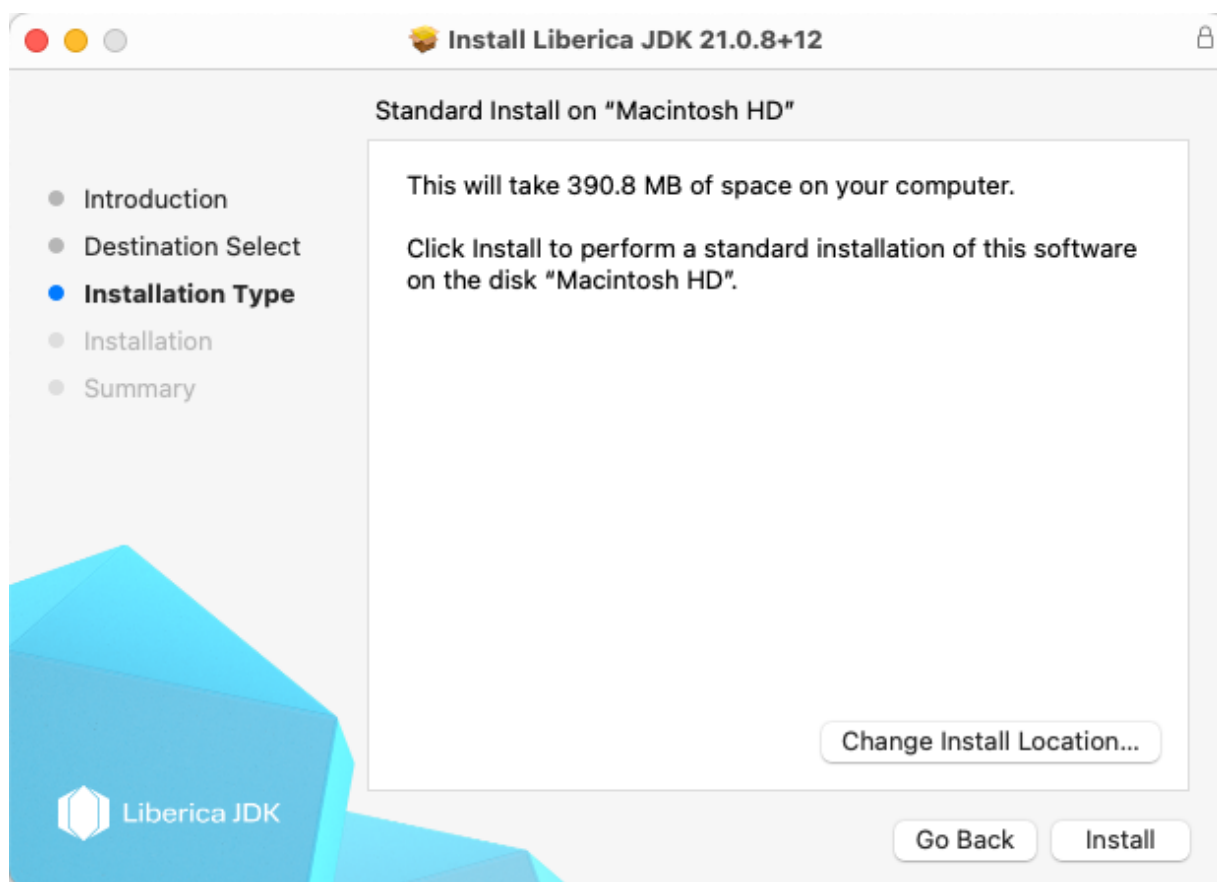 Install Liberica JDK 21.0.8+12
Standard Install on “Macintosh HD”
Introduction
Destination Select
Installation Type
Installation
Summary
This will take 390.8 MB of space on your computer.
Click Install to perform a standard installation of this software
on the disk “Macintosh HD”.
Change Install Location...
Liberica JDK
Go Back
Install